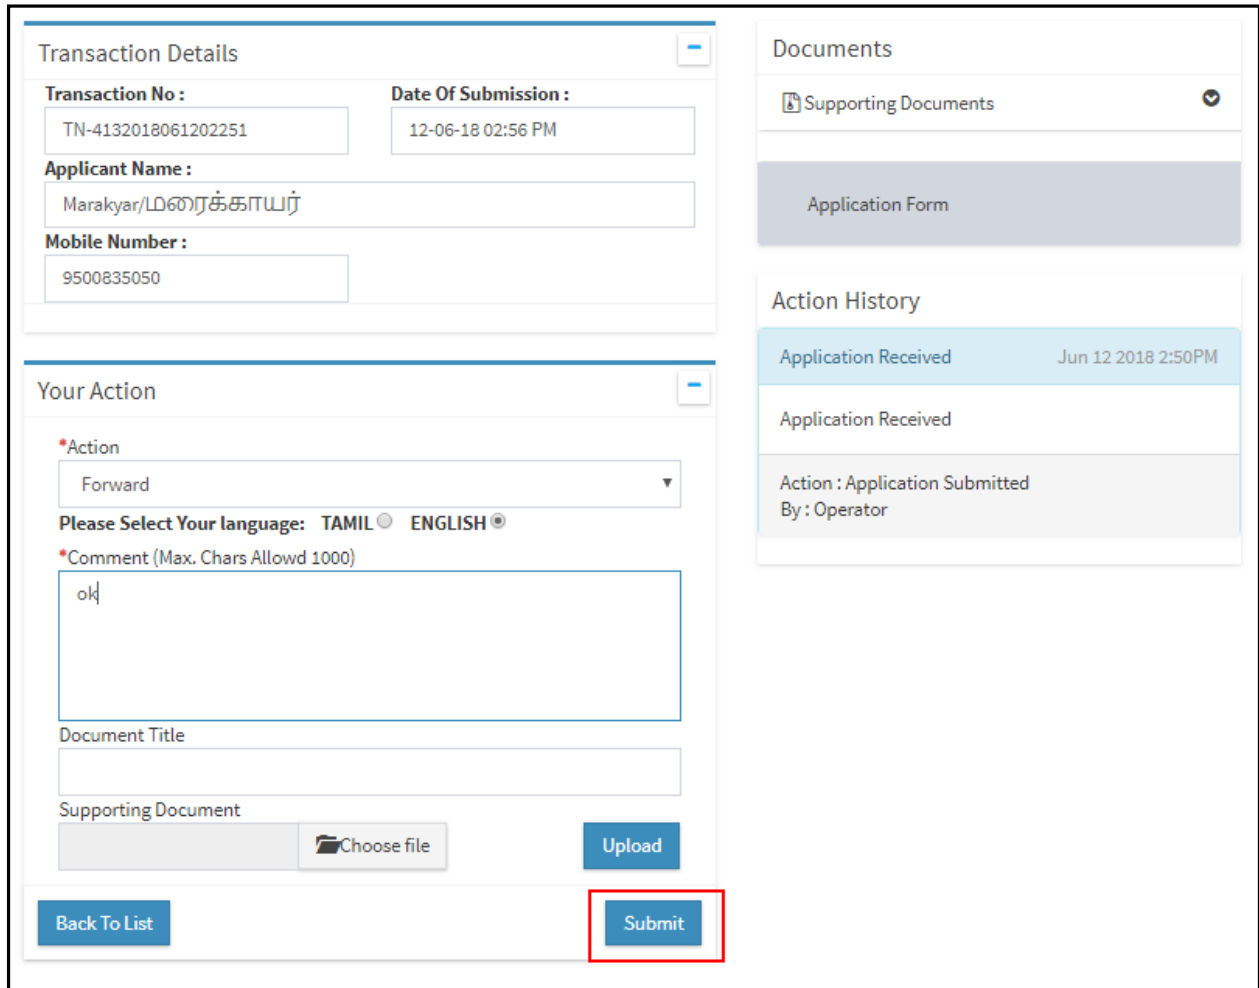 Transaction Details
Transaction No :
Date Of Submission :
TN-4132018061202251
12-06-18 02:56 PM
Applicant Name :
Marakyar/மரைக்காயர்
Mobile Number :
9500835050
Your Action
*Action
Forward
Please Select Your language: TAMIL ENGLISH
*Comment (Max. Chars Allowd 1000)
ok
Document Title
Supporting Document
Choose file
Upload
Back To List
Submit
Documents
Supporting Documents
Application Form
Action History
Application Received Jun 12 2018 2:50PM
Application Received
Action : Application Submitted
By : Operator